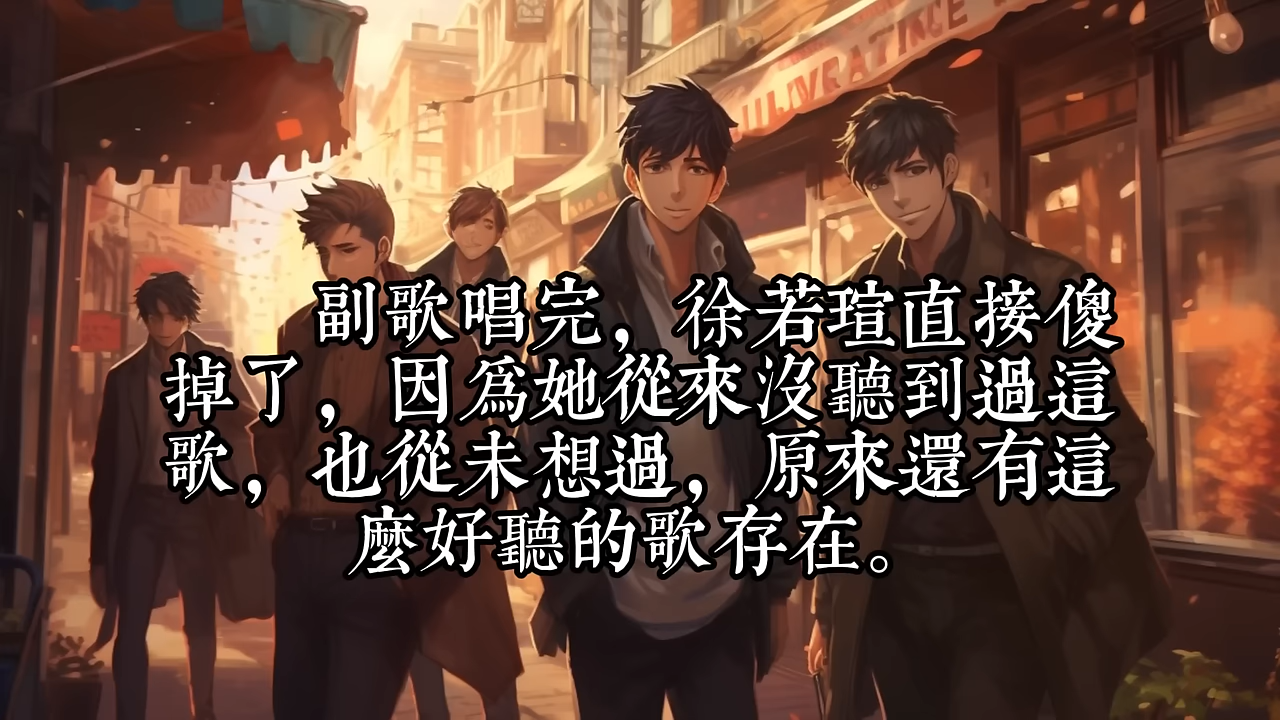 副歌唱完，徐若瑄直接傻
掉了，因爲她從來沒聽到過這
歌，也從未想過，原來還有這
麼好聽的歌存在。